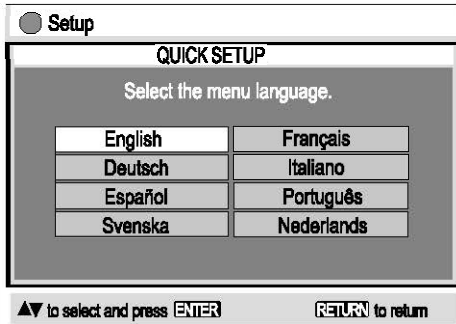 Setup
QUICK SETUP
Select the menu language.
English Français
Deutsch Italiano
Español Português
Svenska Nederlands
▲▼ to select and press ENTER RETURN to return